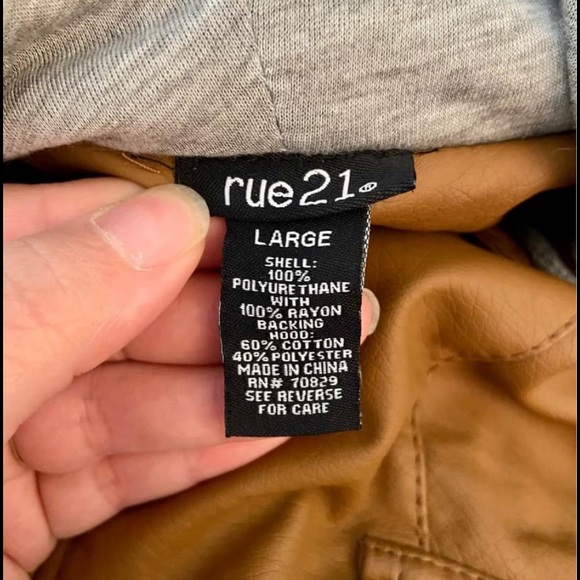 rue21®
LARGE
SHELL:
100%
POLYURETHANE
WITH
100% RAYON
BACKING
HOOD:
60% COTTON
40% POLYESTER
MADE IN CHINA
RN# 70829
SEE REVERSE
FOR CARE